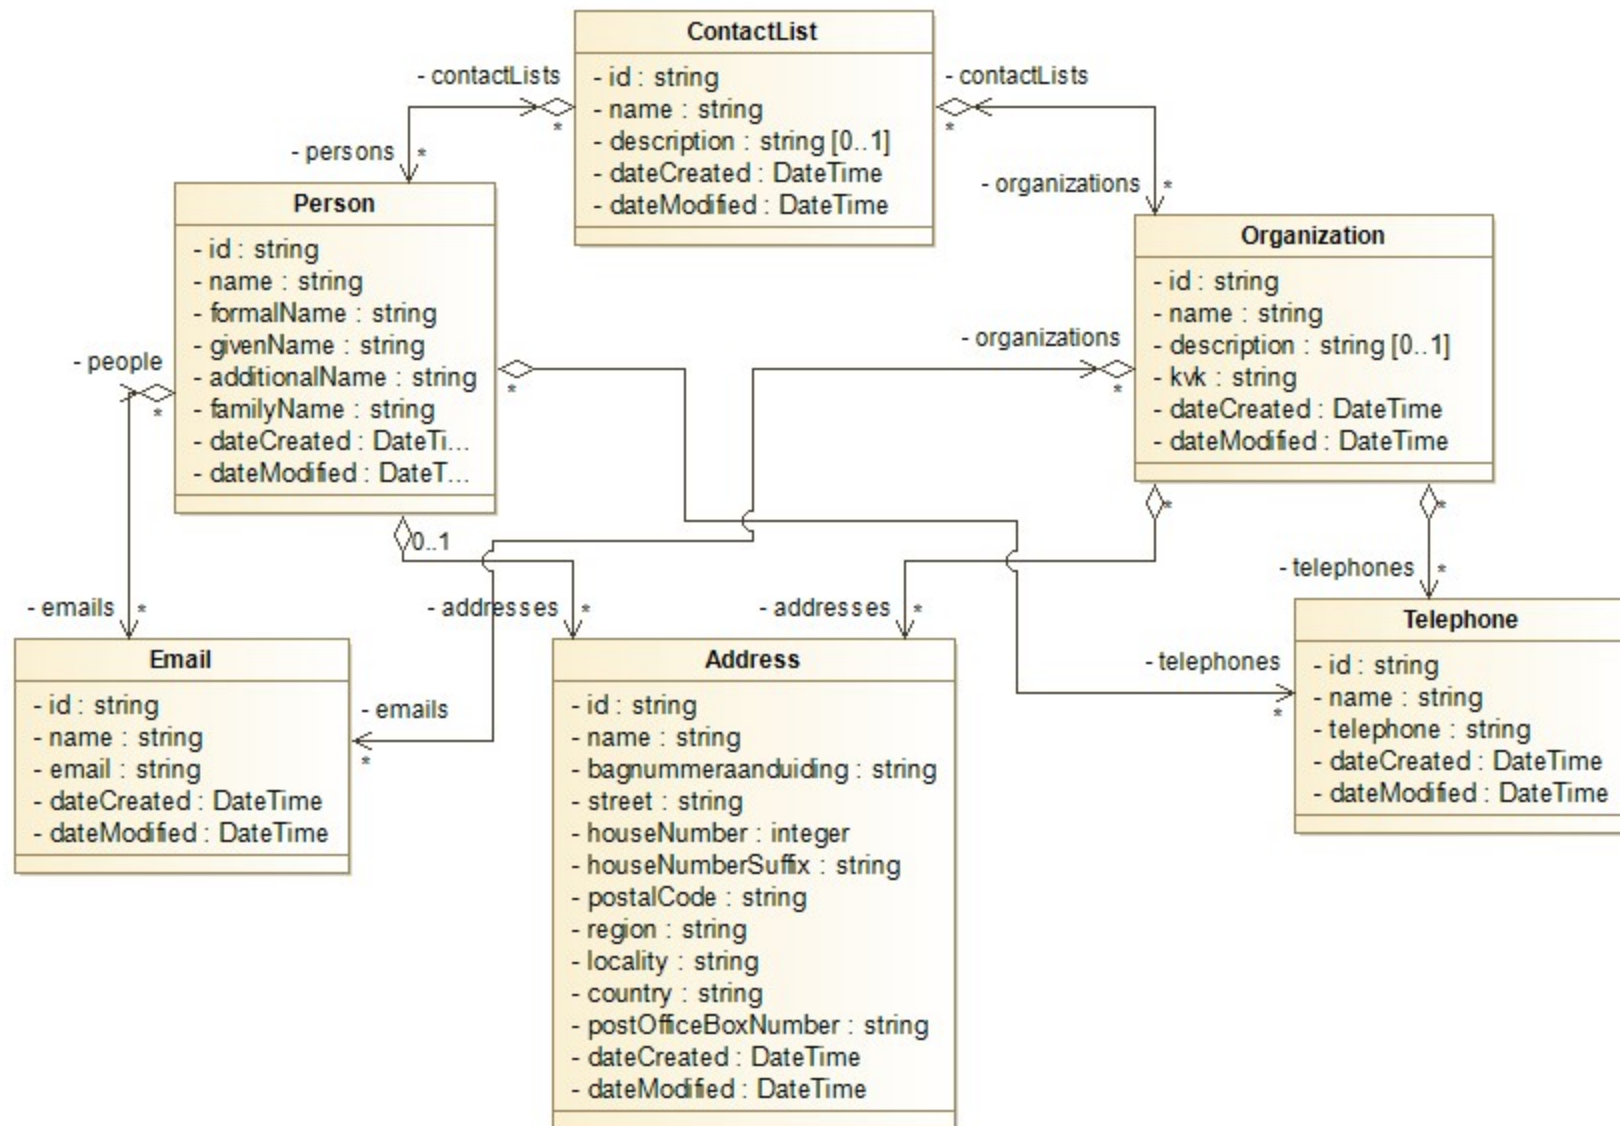 ContactList
- id : string
- name : string
- description : string [0..1]
- dateCreated : DateTime
- dateModified : DateTime
- contactLists
*
- persons
*
- contactLists
*
- organizations
*
Person
- id : string
- name : string
- formalName : string
- givenName : string
- additionalName : string
- familyName : string
- dateCreated : DateTi...
- dateModified : DateT...
Organization
- id : string
- name : string
- description : string [0..1]
- kvk : string
- dateCreated : DateTime
- dateModified : DateTime
- people
*
*
- organizations
*
0..1
*
*
- emails
*
- addresses
*
- addresses
*
- telephones
*
Email
- id : string
- name : string
- email : string
- dateCreated : DateTime
- dateModified : DateTime
- emails
*
Address
- id : string
- name : string
- bagnummeraanduiding : string
- street : string
- houseNumber : integer
- houseNumberSuffix : string
- postalCode : string
- region : string
- locality : string
- country : string
- postOfficeBoxNumber : string
- dateCreated : DateTime
- dateModified : DateTime
- telephones
*
Telephone
- id : string
- name : string
- telephone : string
- dateCreated : DateTime
- dateModified : DateTime